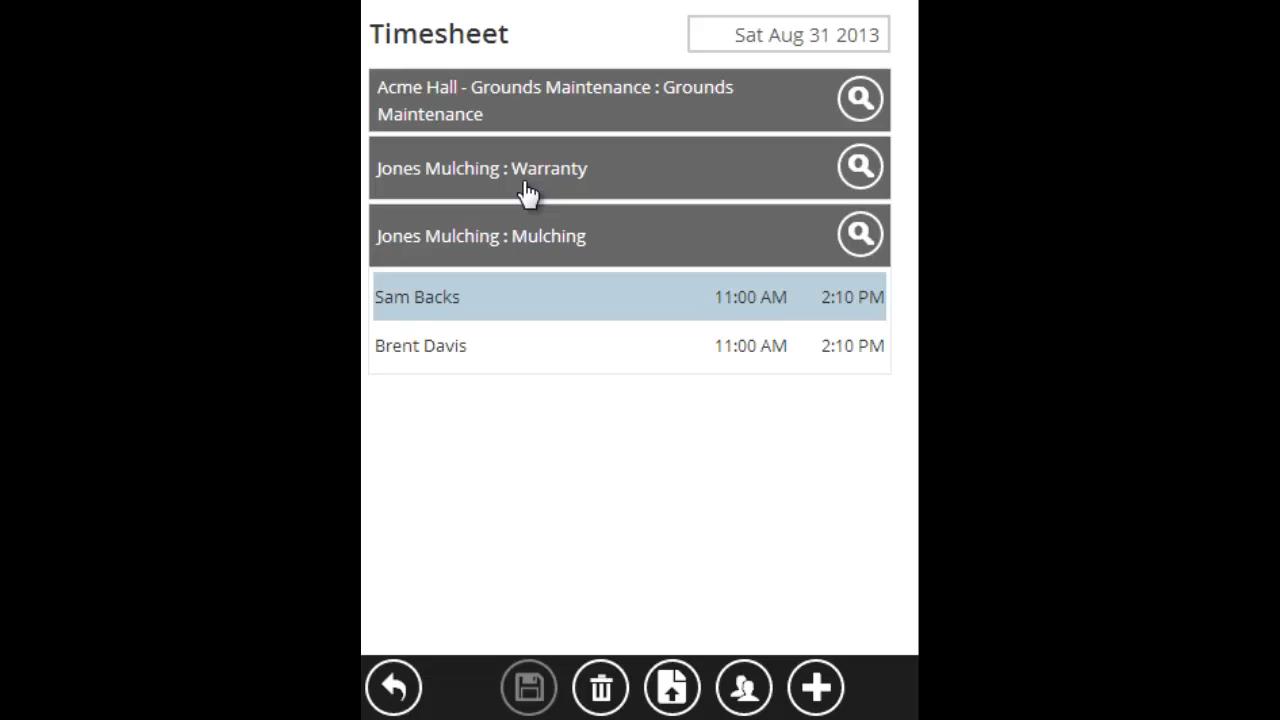 Timesheet
Sat Aug 31 2013
Acme Hall - Grounds Maintenance : Grounds
Maintenance
Jones Mulching : Warranty
Jones Mulching : Mulching
Sam Backs 11:00 AM 2:10 PM
Brent Davis 11:00 AM 2:10 PM